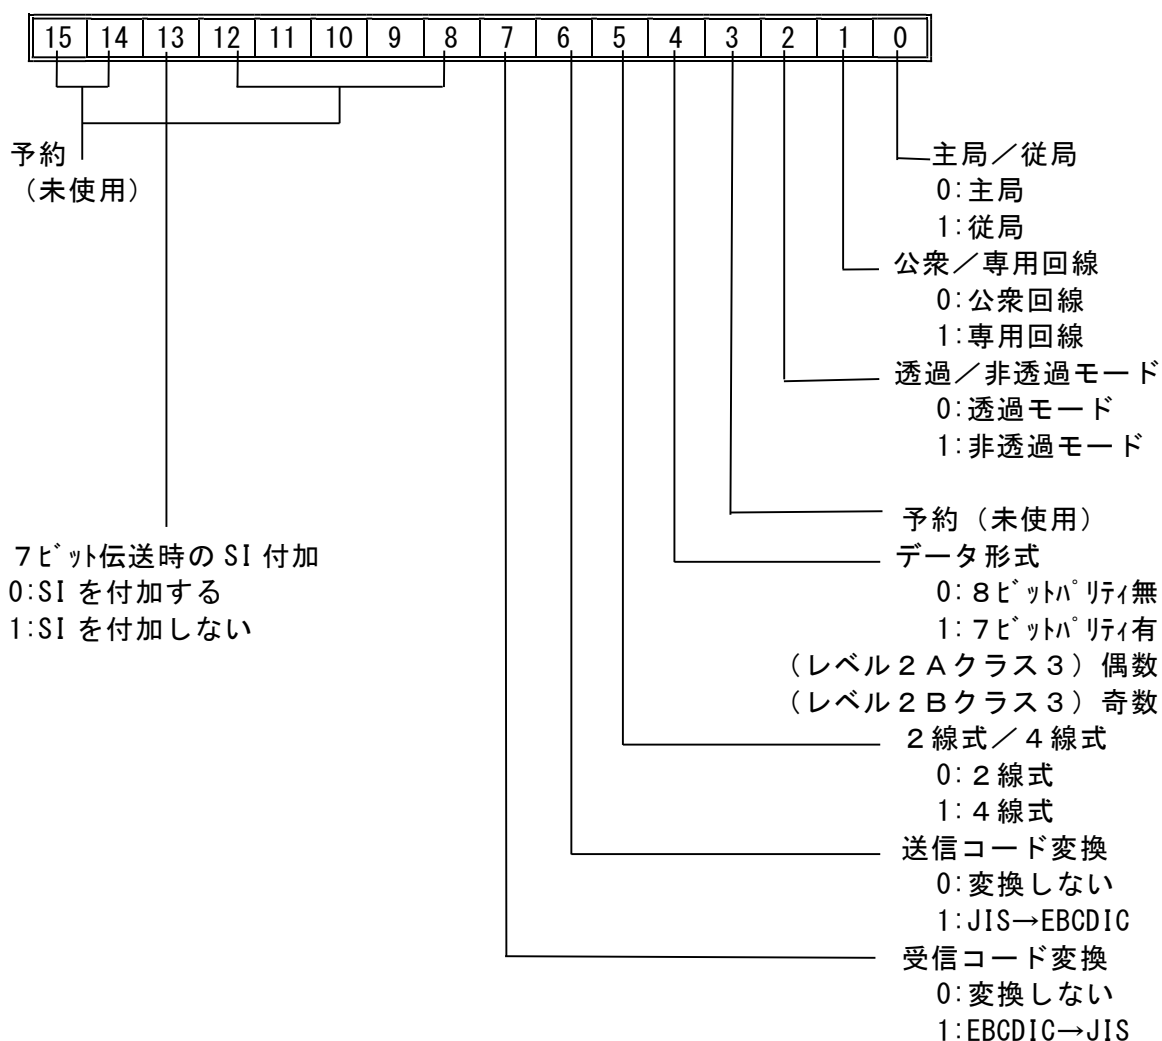 15 14 13 12 11 10 9 8 7 6 5 4 3 2 1 0
予約
（未使用）
主局／従局
0:主局
1:従局
公衆／専用回線
0:公衆回線
1:専用回線
透過／非透過モード
0:透過モード
1:非透過モード
予約（未使用）
7ﾋﾞｯﾄ伝送時の SI 付加
0:SI を付加する
1:SI を付加しない
データ形式
0:８ﾋﾞｯﾄﾊﾟﾘﾃｨ無
1:７ﾋﾞｯﾄﾊﾟﾘﾃｨ有
（レベル２Ａクラス３）偶数
（レベル２Ｂクラス３）奇数
２線式／４線式
0:２線式
1:４線式
送信コード変換
0:変換しない
1:JIS→EBCDIC
受信コード変換
0:変換しない
1:EBCDIC→JIS